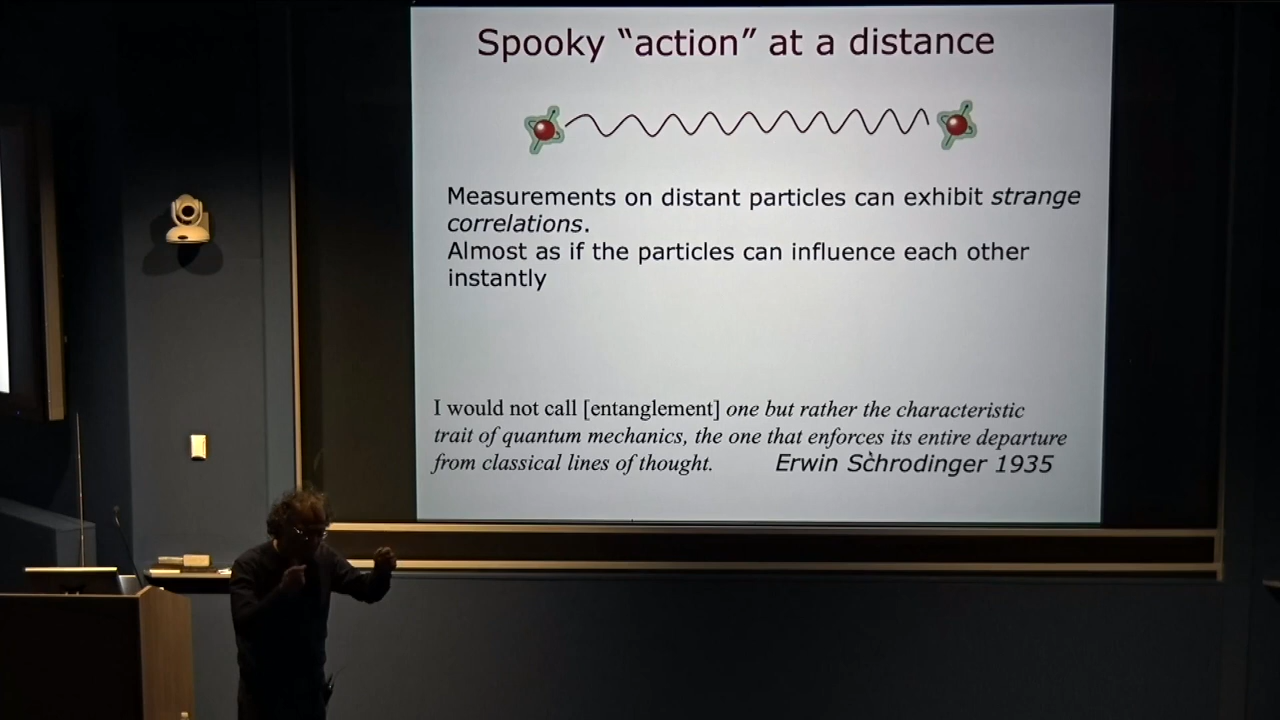 Spooky “action” at a distance
Measurements on distant particles can exhibit strange
correlations.
Almost as if the particles can influence each other
instantly
I would not call [entanglement] one but rather the characteristic
trait of quantum mechanics, the one that enforces its entire departure
from classical lines of thought. Erwin Schrodinger 1935